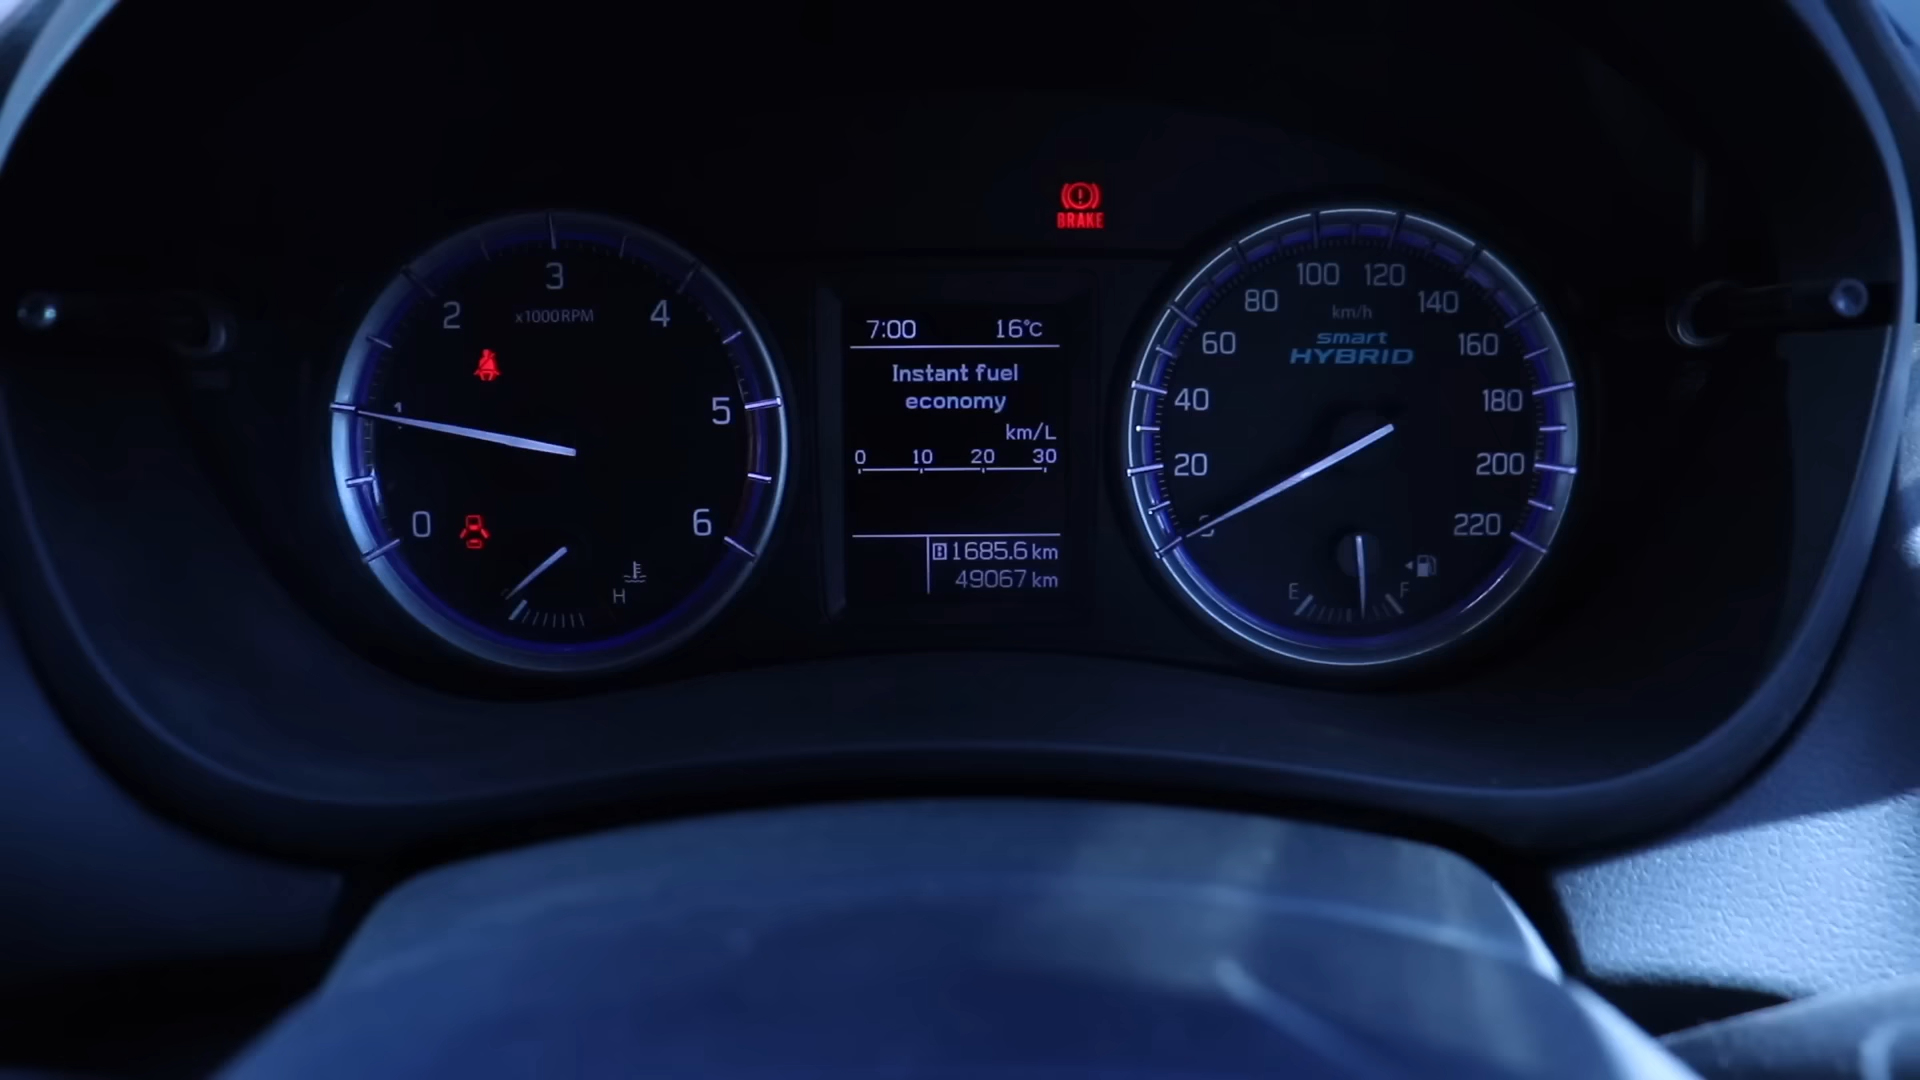 BRAKE
0
1
2
3
4
5
6
x1000RPM
H
7:00 16°C
Instant fuel
economy
km/L
0 10 20 30
B 1685.6 km
49067 km
0
20
40
60
80
100
120
140
160
180
200
220
km/h
smart
HYBRID
E F